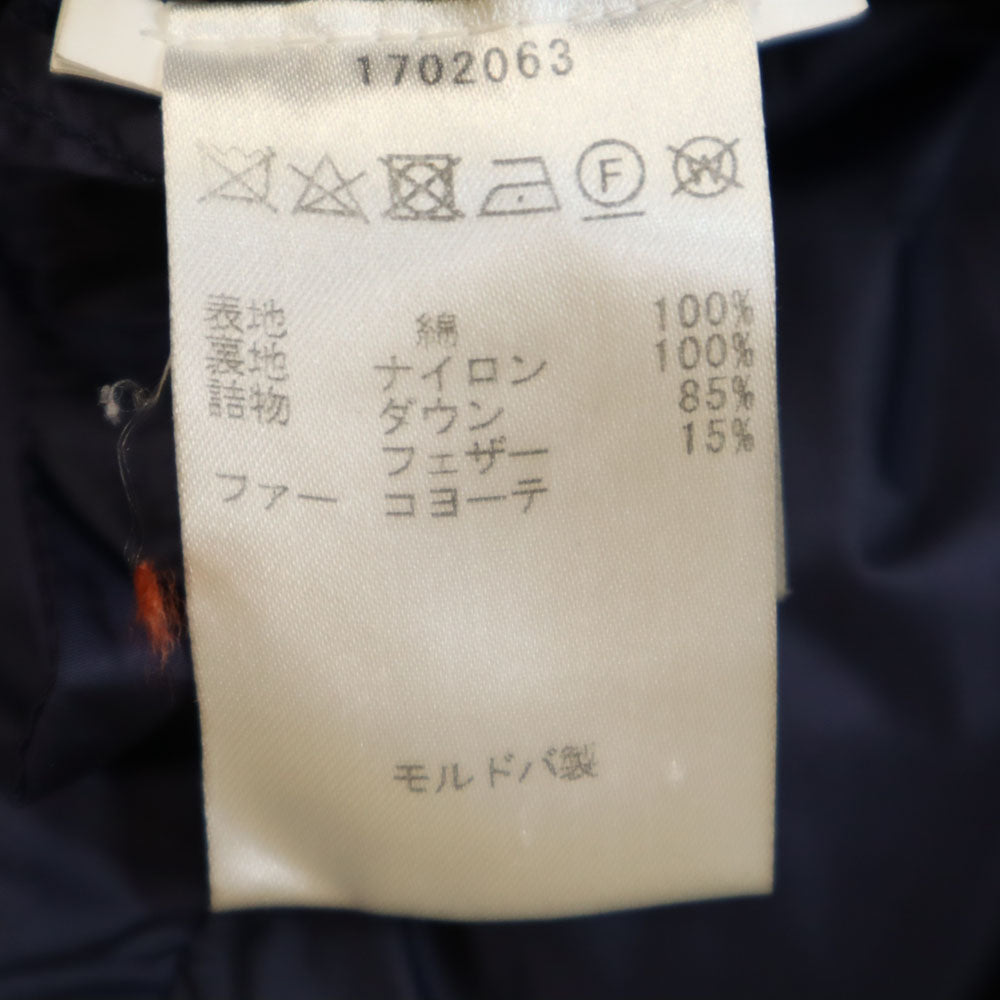 1702063
F W
表地 綿 100%
裏地 ナイロン 100%
詰物 ダウン 85%
フェザー 15%
ファー コヨーテ
モルドバ製